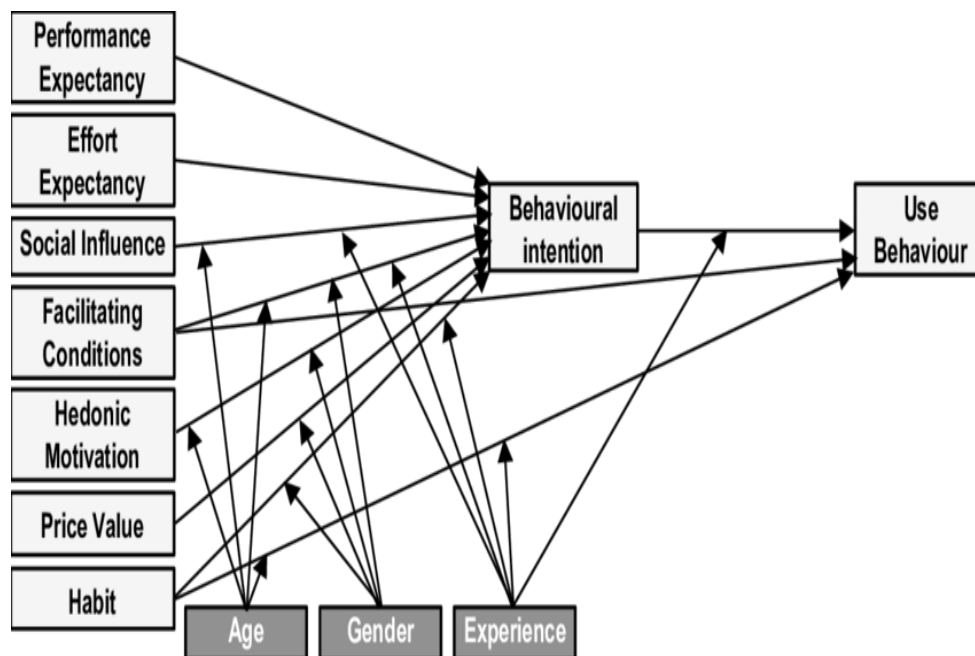 Performance
Expectancy
Effort
Expectancy
Social Influence
Facilitating
Conditions
Hedonic
Motivation
Price Value
Habit
Behavioural
intention
Use
Behaviour
Age
Gender
Experience